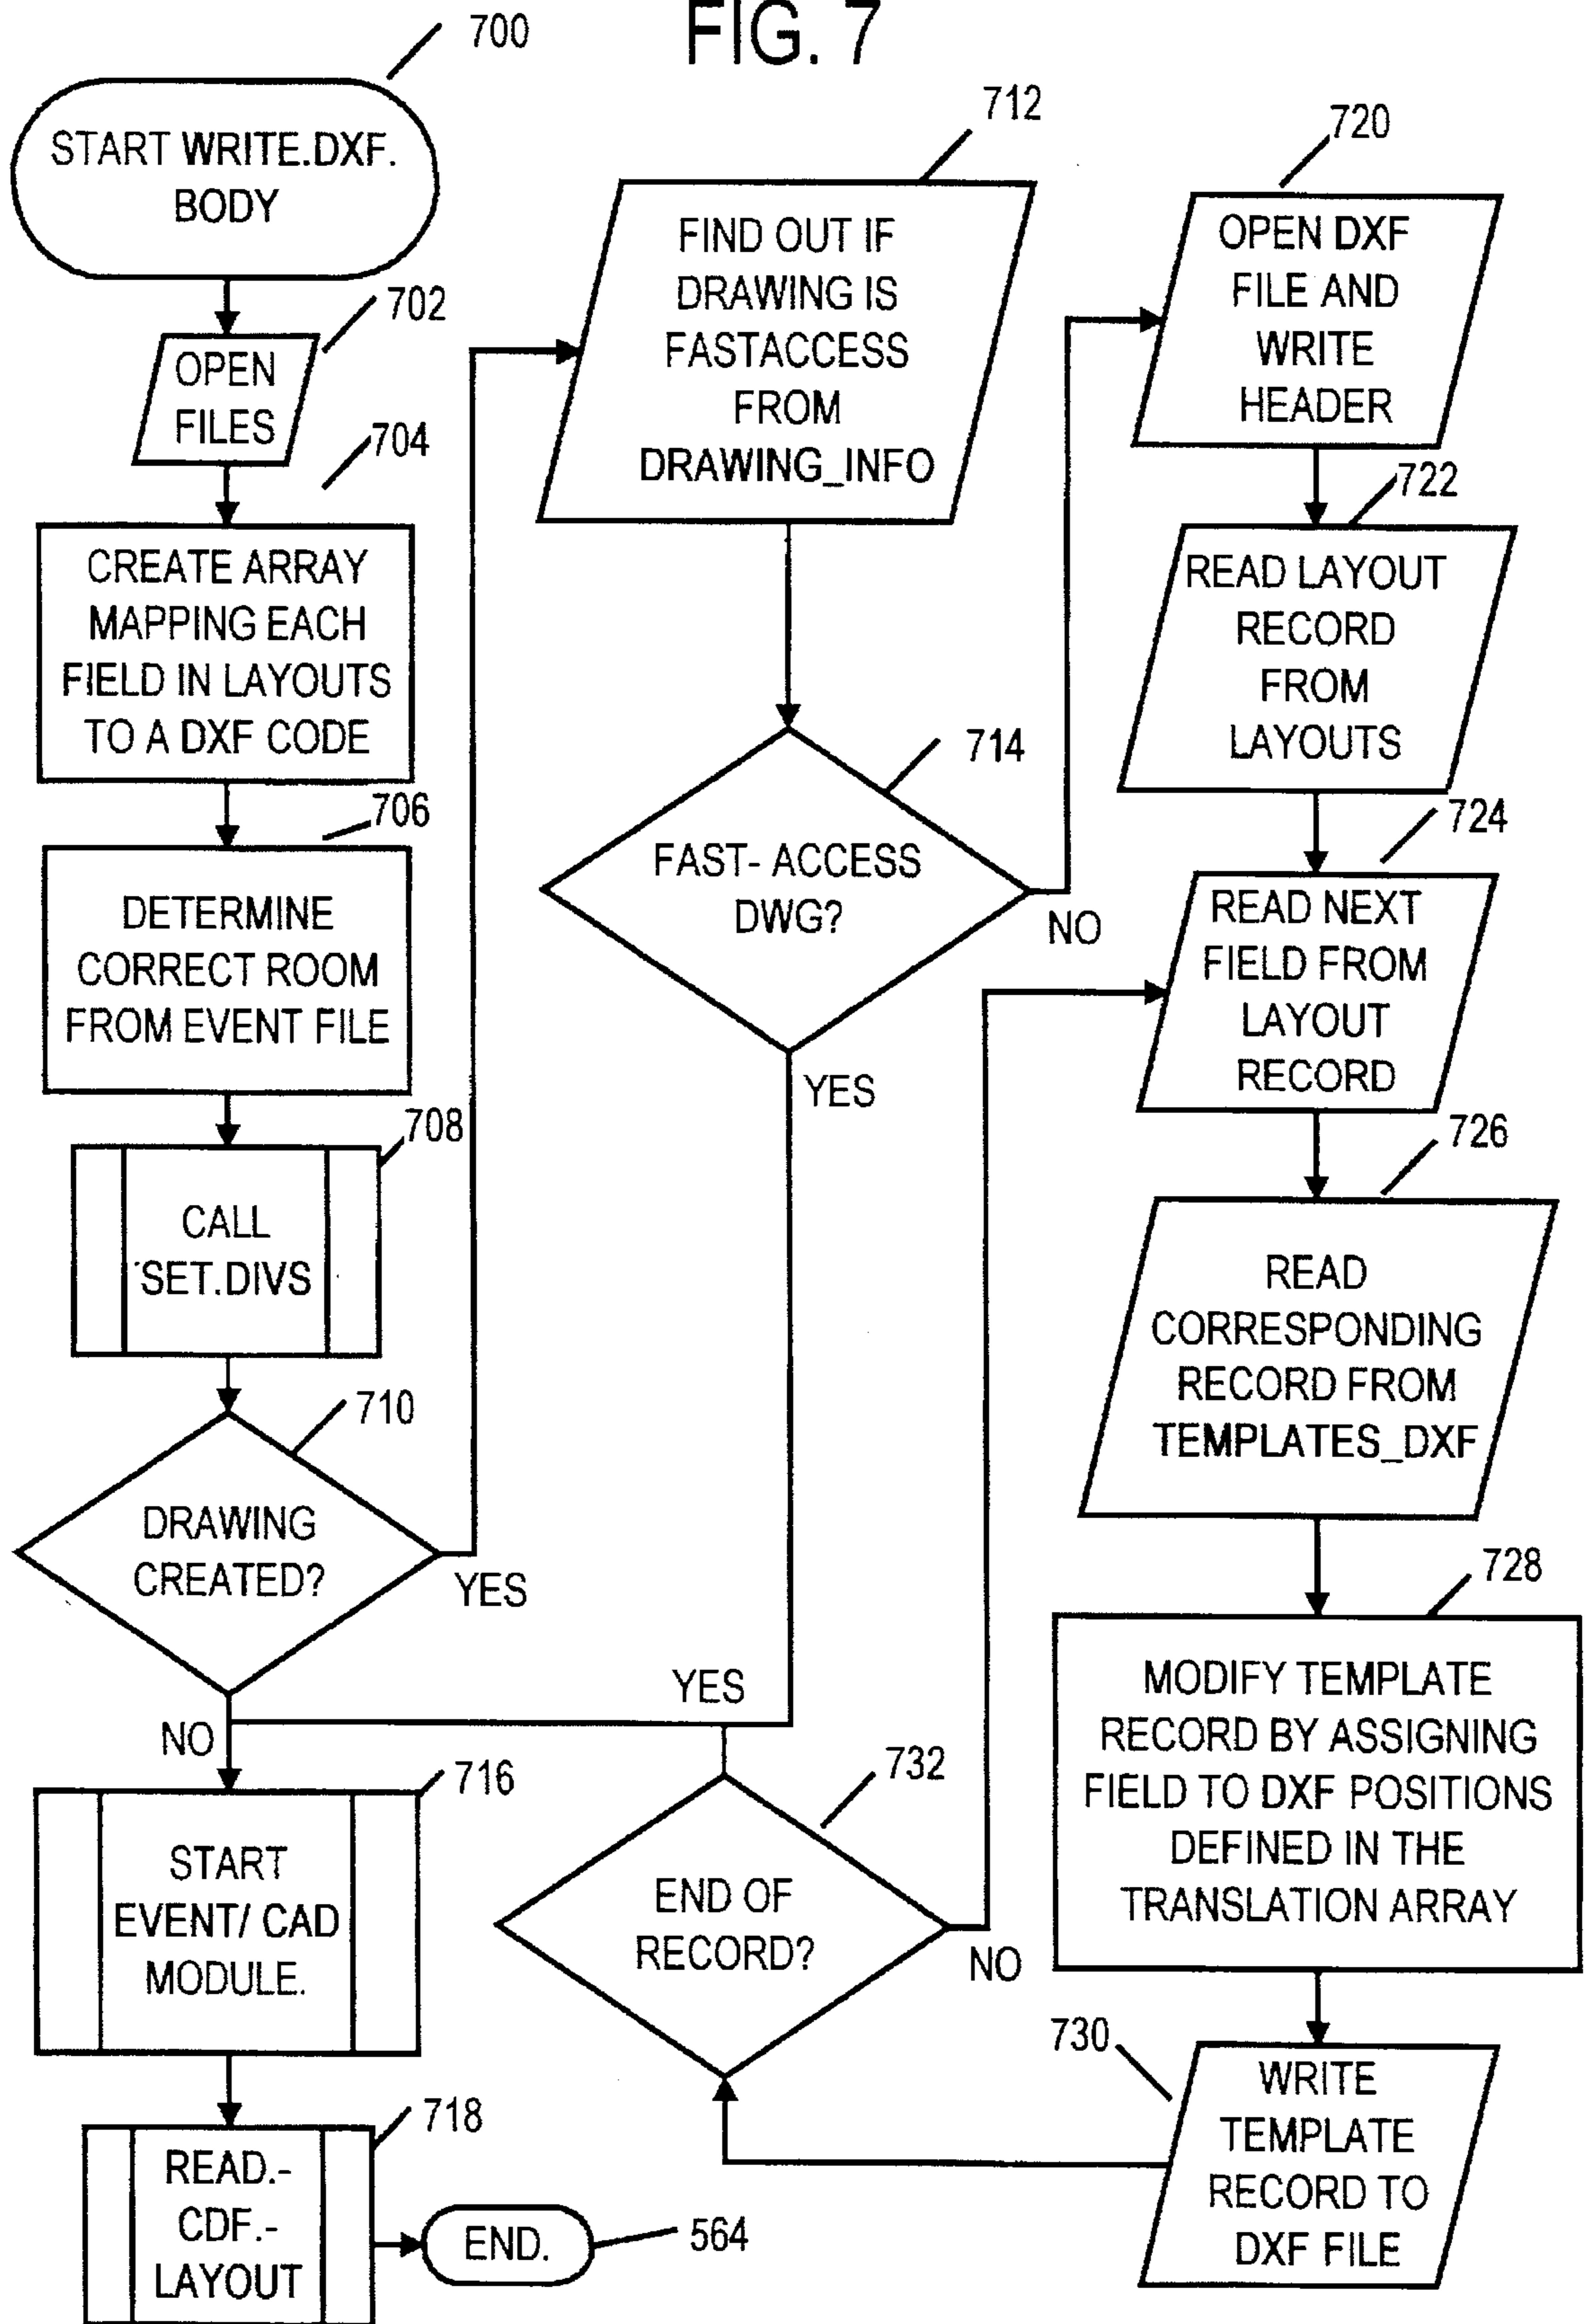 FIG. 7
700
START WRITE.DXF.
BODY
702
OPEN
FILES
704
CREATE ARRAY
MAPPING EACH
FIELD IN LAYOUTS
TO A DXF CODE
706
DETERMINE
CORRECT ROOM
FROM EVENT FILE
708
CALL
SET.DIVS
710
DRAWING
CREATED?
YES
NO
716
START
EVENT/ CAD
MODULE.
718
READ.-
CDF.-
LAYOUT
END.
564
712
FIND OUT IF
DRAWING IS
FASTACCESS
FROM
DRAWING_INFO
714
FAST- ACCESS
DWG?
NO
YES
YES
732
END OF
RECORD?
NO
720
OPEN DXF
FILE AND
WRITE
HEADER
722
READ LAYOUT
RECORD
FROM
LAYOUTS
724
READ NEXT
FIELD FROM
LAYOUT
RECORD
726
READ
CORRESPONDING
RECORD FROM
TEMPLATES_DXF
728
MODIFY TEMPLATE
RECORD BY ASSIGNING
FIELD TO DXF POSITIONS
DEFINED IN THE
TRANSLATION ARRAY
730
WRITE
TEMPLATE
RECORD TO
DXF FILE